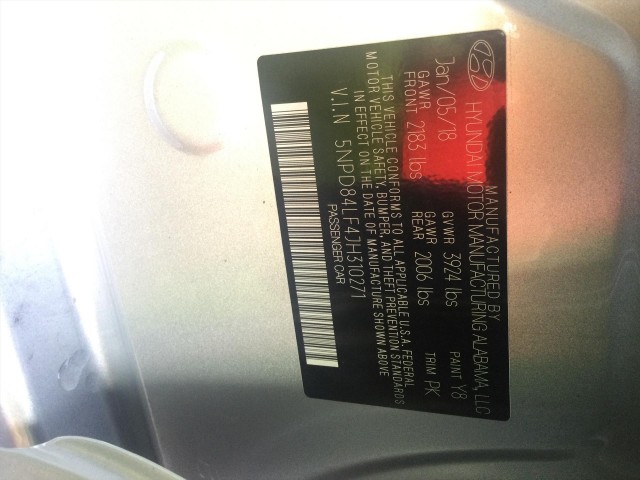 MANUFACTURED BY
HYUNDAI MOTOR MANUFACTURING ALABAMA, LLC
Jan/05/18 GVWR 3924 lbs PAINT Y8
GAWR FRONT 2183 lbs GAWR REAR 2006 lbs TRIM PK
THIS VEHICLE CONFORMS TO ALL APPLICABLE U.S.A. FEDERAL
MOTOR VEHICLE SAFETY, BUMPER, AND THEFT PREVENTION STANDARDS
IN EFFECT ON THE DATE OF MANUFACTURE SHOWN ABOVE
V.I.N 5NPD84LF4JH310271
PASSENGER CAR